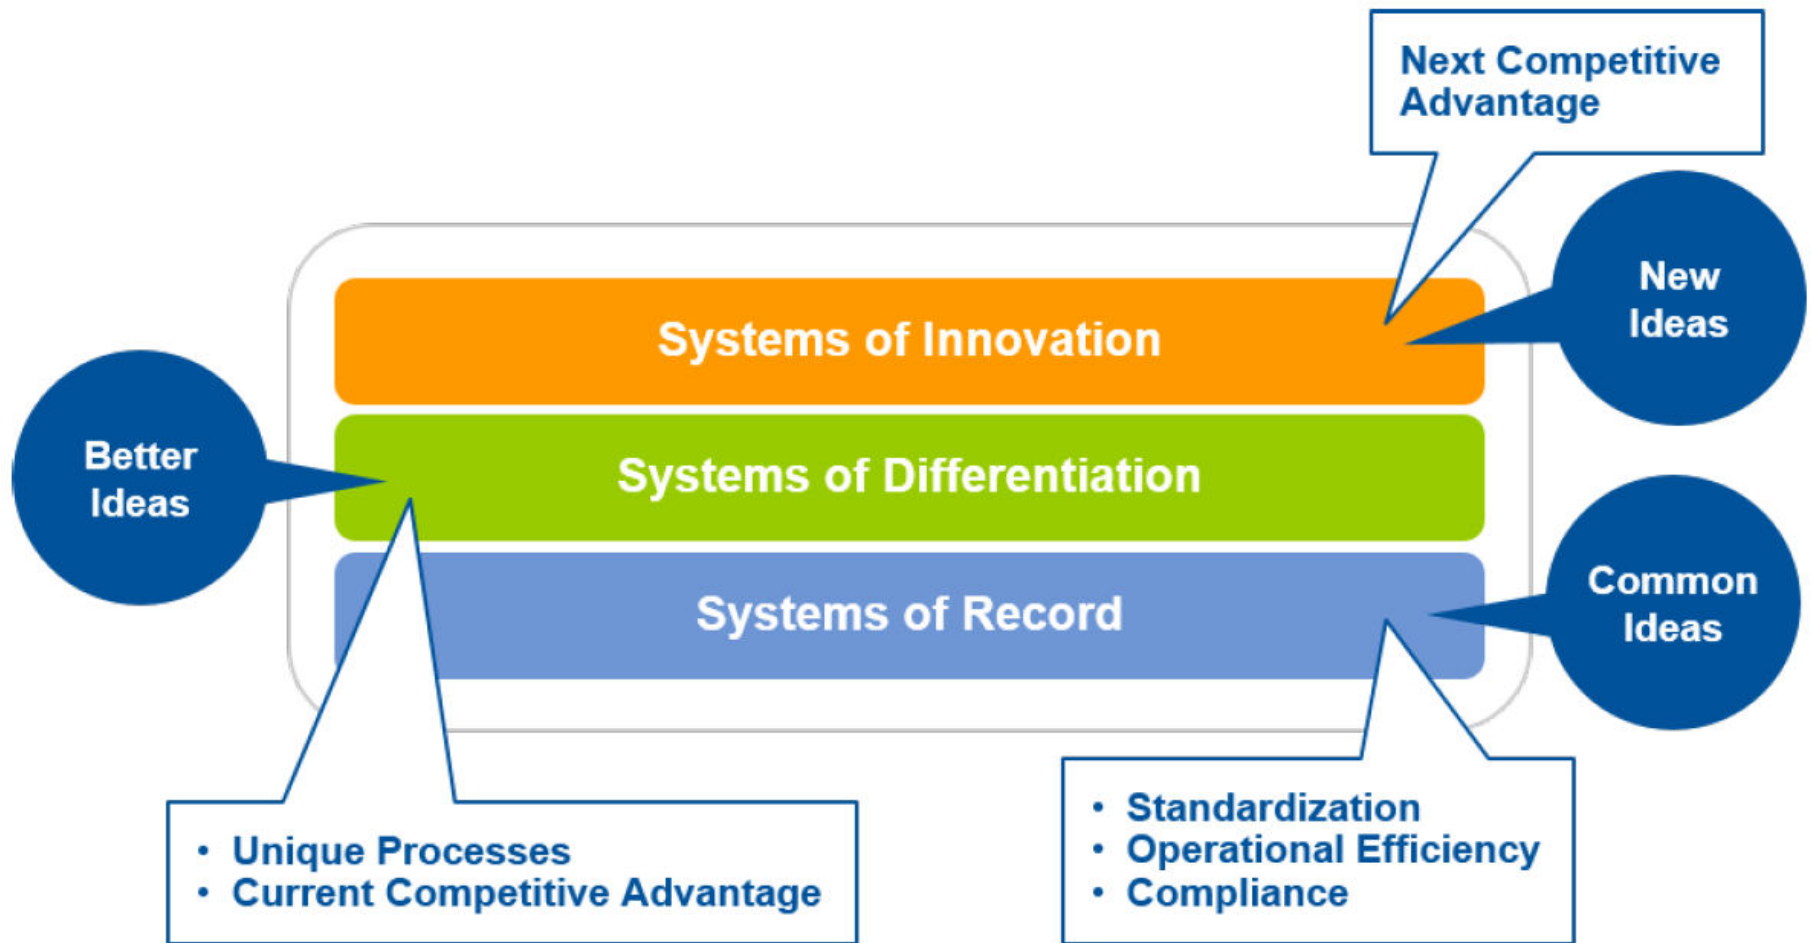 Next Competitive
Advantage
New
Ideas
Systems of Innovation
Better
Ideas
Systems of Differentiation
Common
Ideas
Systems of Record
• Unique Processes
• Current Competitive Advantage
• Standardization
• Operational Efficiency
• Compliance